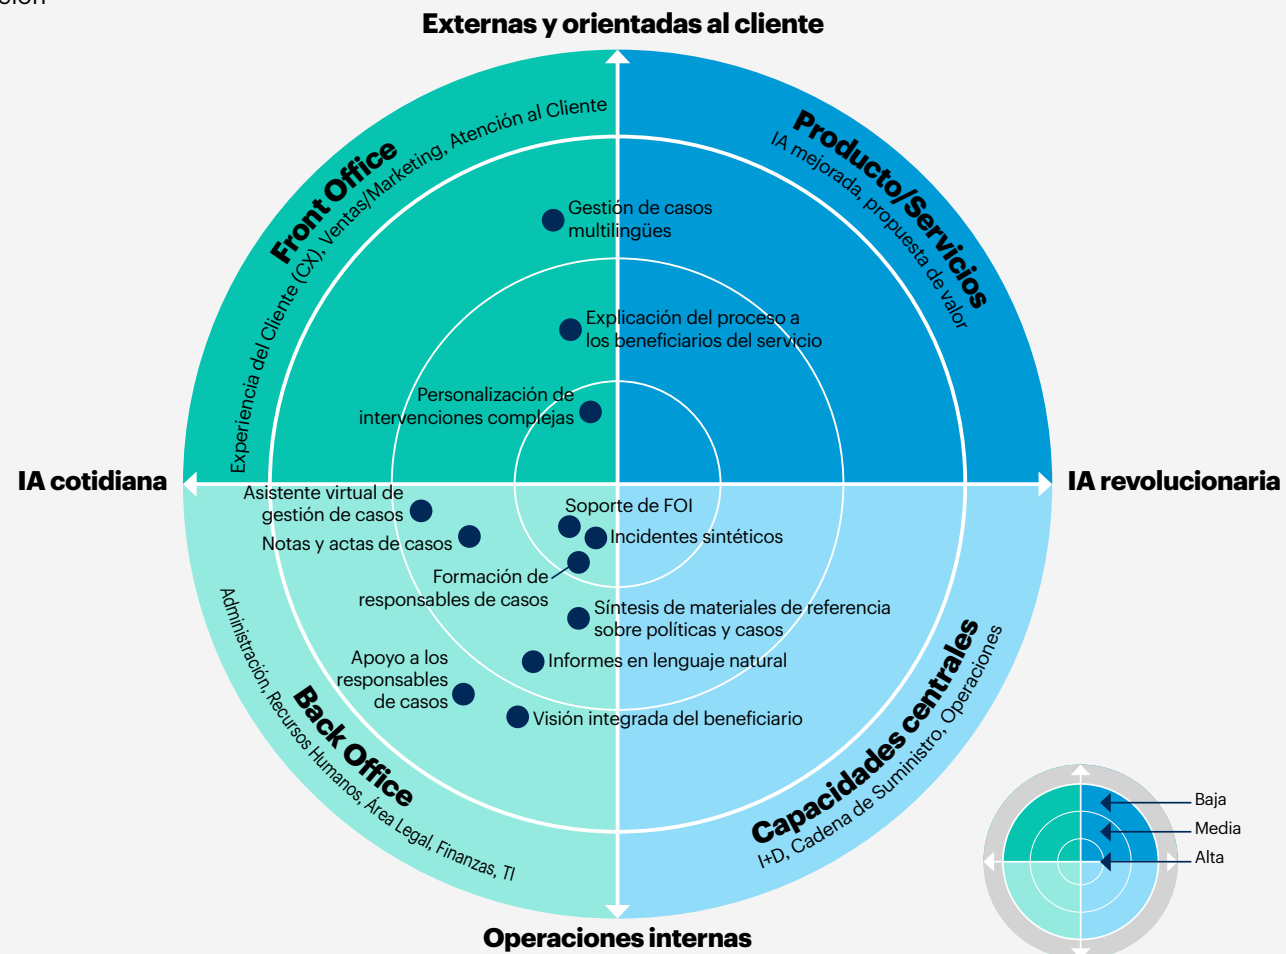 Externas y orientadas al cliente
Front Office
Experiencia del Cliente (CX), Ventas/Marketing, Atención al Cliente
Producto/Servicios
IA mejorada, propuesta de valor
Gestión de casos
multilingües
Explicación del proceso a
los beneficiarios del servicio
Personalización de
intervenciones complejas
IA cotidiana
IA revolucionaria
Asistente virtual de
gestión de casos
Notas y actas de casos
Soporte de FOI
Incidentes sintéticos
Formación de
responsables de casos
Síntesis de materiales de referencia
sobre políticas y casos
Informes en lenguaje natural
Apoyo a los
responsables
de casos
Visión integrada del beneficiario
Back Office
Administración, Recursos Humanos, Área Legal, Finanzas, TI
Capacidades centrales
I+D, Cadena de Suministro, Operaciones
Operaciones internas
Baja
Media
Alta